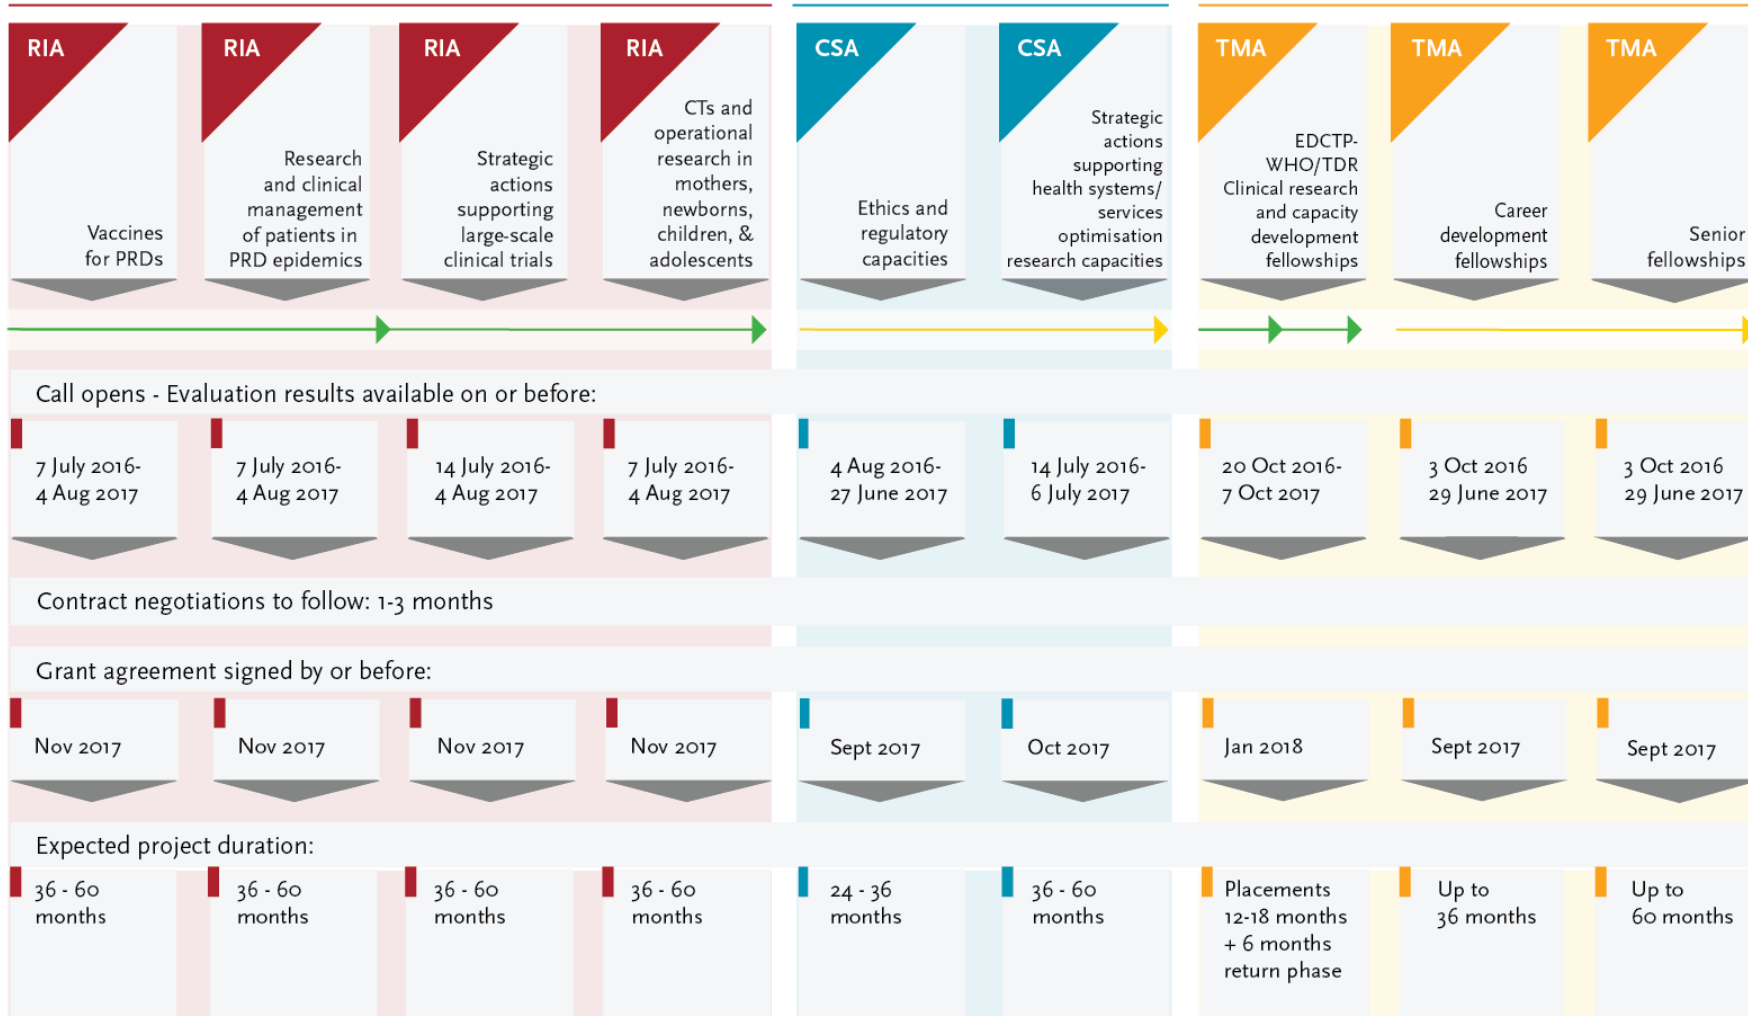 RIA
RIA
RIA
RIA
CSA
CSA
TMA
TMA
TMA
Vaccines
for PRDs
Research
and clinical
management
of patients in
PRD epidemics
Strategic
actions
supporting
large-scale
clinical trials
CTs and
operational
research in
mothers,
newborns,
children, &
adolescents
Ethics and
regulatory
capacities
Strategic
actions
supporting
health systems/
services
optimisation
research capacities
EDCTP-
WHO/TDR
Clinical research
and capacity
development
fellowships
Career
development
fellowships
Senior
fellowships
Call opens - Evaluation results available on or before:
7 July 2016-
4 Aug 2017
7 July 2016-
4 Aug 2017
14 July 2016-
4 Aug 2017
7 July 2016-
4 Aug 2017
4 Aug 2016-
27 June 2017
14 July 2016-
6 July 2017
20 Oct 2016-
7 Oct 2017
3 Oct 2016
29 June 2017
3 Oct 2016
29 June 2017
Contract negotiations to follow: 1-3 months
Grant agreement signed by or before:
Nov 2017
Nov 2017
Nov 2017
Nov 2017
Sept 2017
Oct 2017
Jan 2018
Sept 2017
Sept 2017
Expected project duration:
36 - 60
months
36 - 60
months
36 - 60
months
36 - 60
months
24 - 36
months
36 - 60
months
Placements
12-18 months
+ 6 months
return phase
Up to
36 months
Up to
60 months